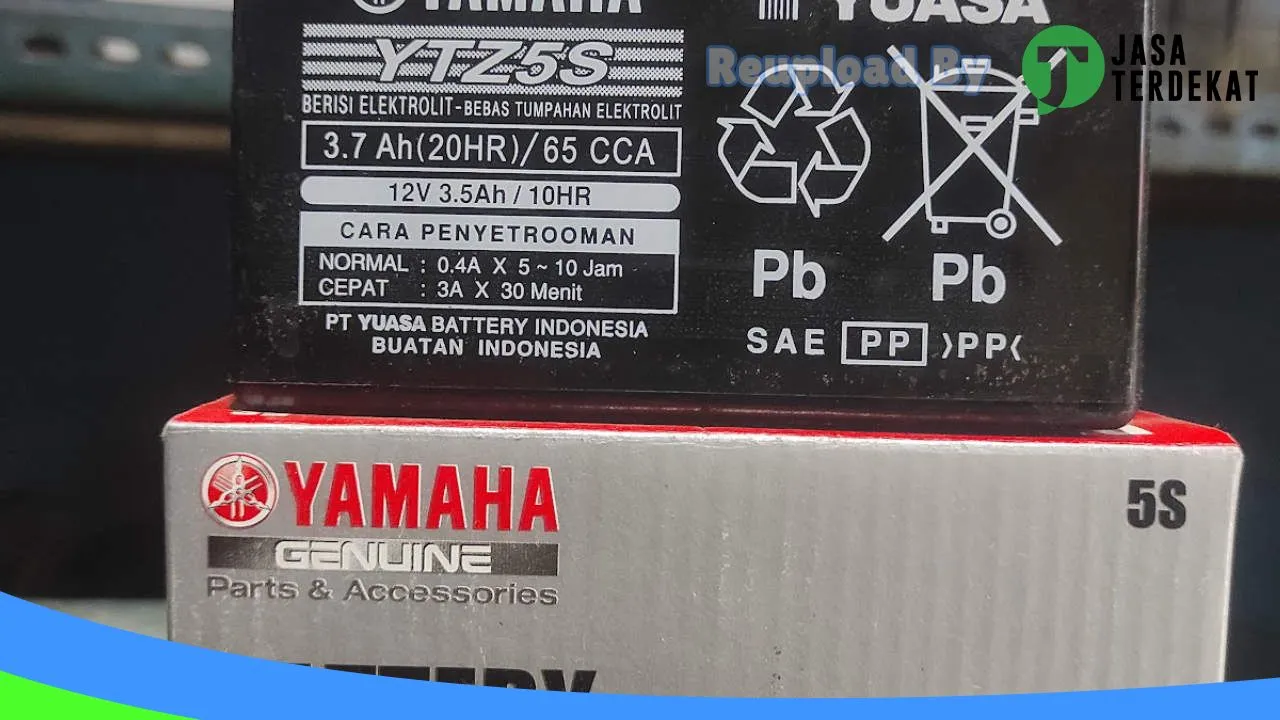 YAMAHA
YTZ5S
BERISI ELEKTROLIT-BEBAS TUMPAHAN ELEKTROLIT
3.7 Ah(20HR)/65 CCA
12V 3.5Ah / 10HR
CARA PENYETROOMAN
NORMAL : 0.4A X 5 ~ 10 Jam
CEPAT : 3A X 30 Menit
PT YUASA BATTERY INDONESIA
BUATAN INDONESIA
YUASA
Reupload By
JASA
TERDEKAT
Pb Pb
SAE PP >PP<
YAMAHA
GENUINE
Parts & Accessories
5S
BATTERY